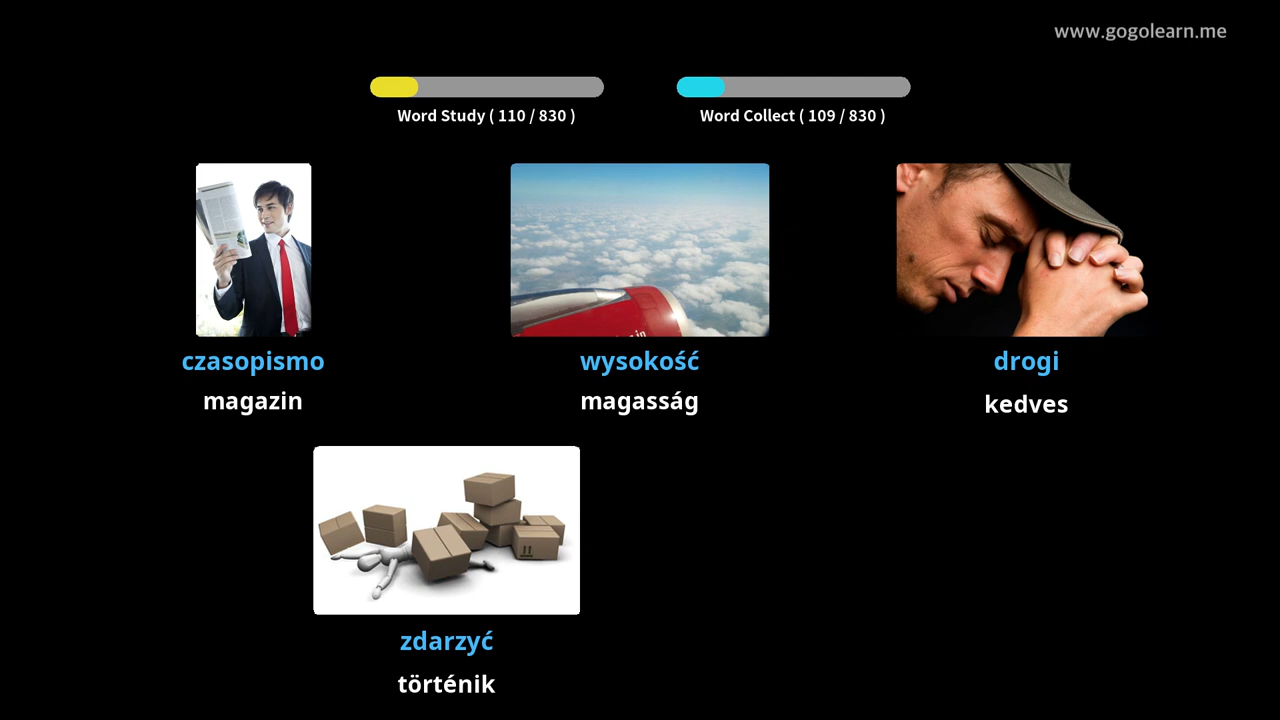 www.gogolearn.me
Word Study ( 110 / 830 )
Word Collect ( 109 / 830 )
czasopismo
magazin
wysokość
magasság
drogi
kedves
zdarzyć
történik